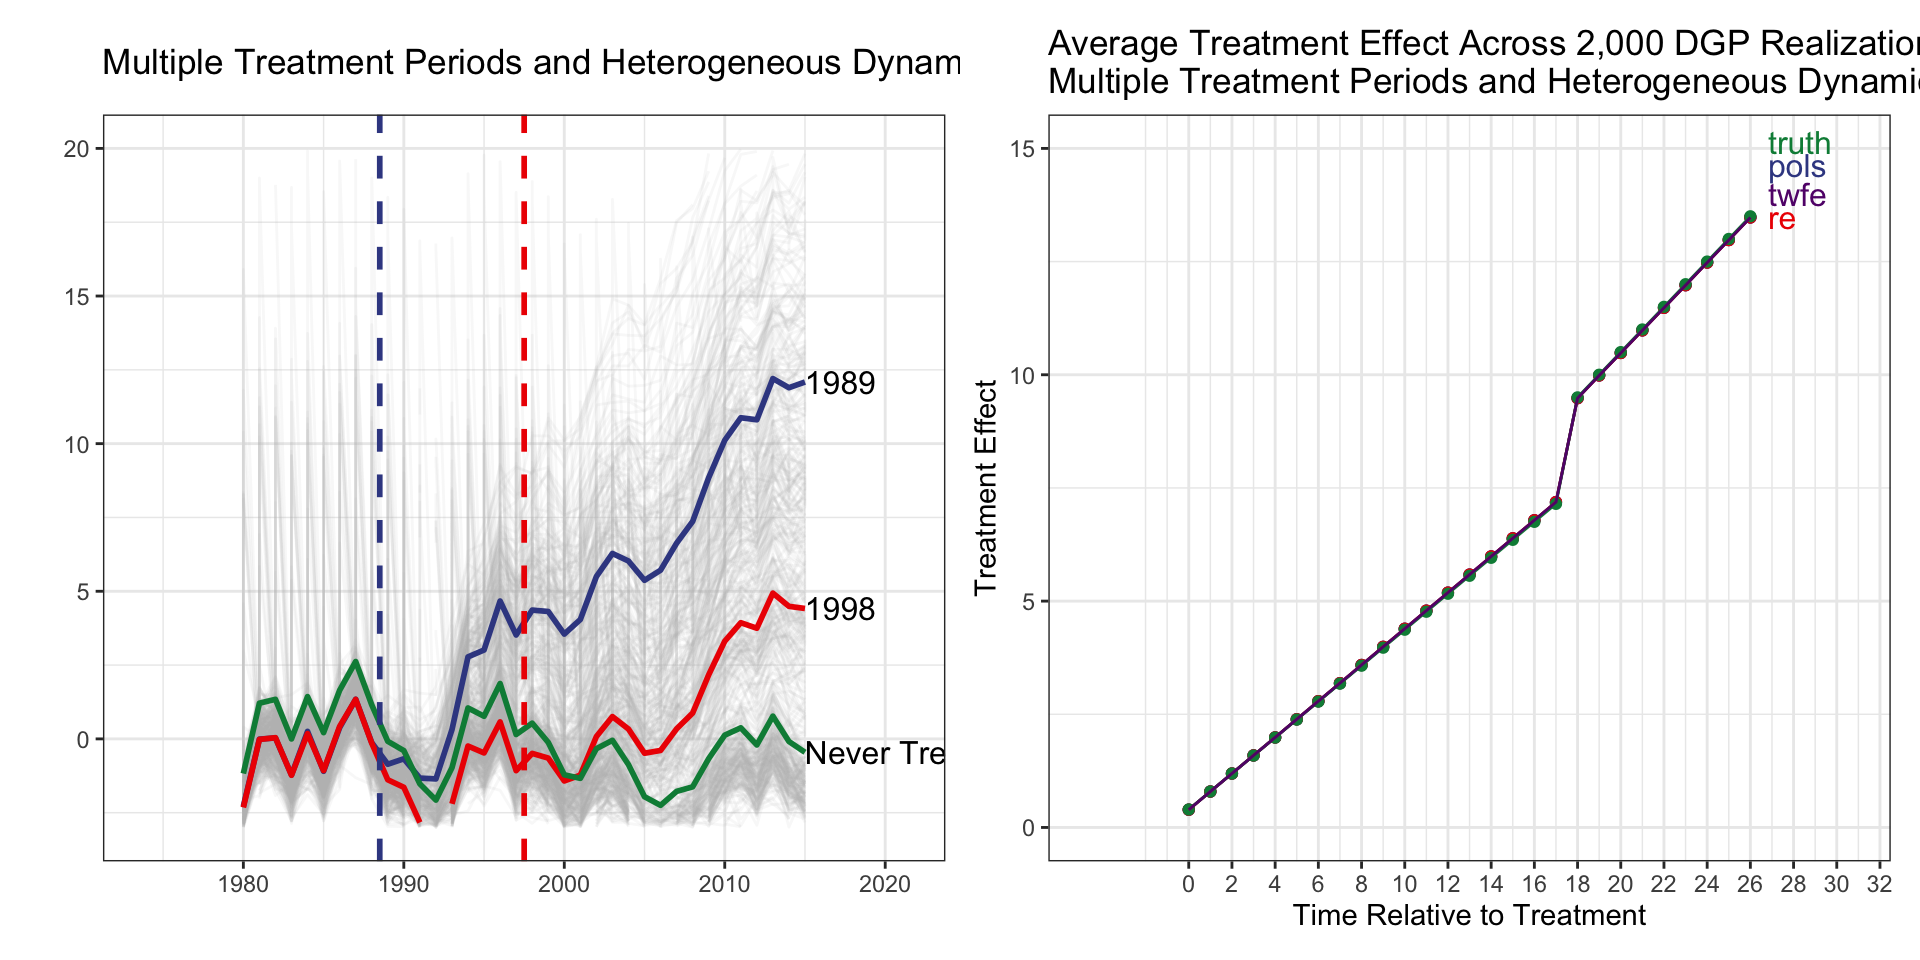 Multiple Treatment Periods and Heterogeneous Dynam
20
15
10
5
0
1989
1998
Never Tre
1980 1990 2000 2010 2020
Average Treatment Effect Across 2,000 DGP Realizatio
Multiple Treatment Periods and Heterogeneous Dynami
Treatment Effect
15
10
5
0
truth
pols
twfe
re
0 2 4 6 8 10 12 14 16 18 20 22 24 26 28 30 32
Time Relative to Treatment